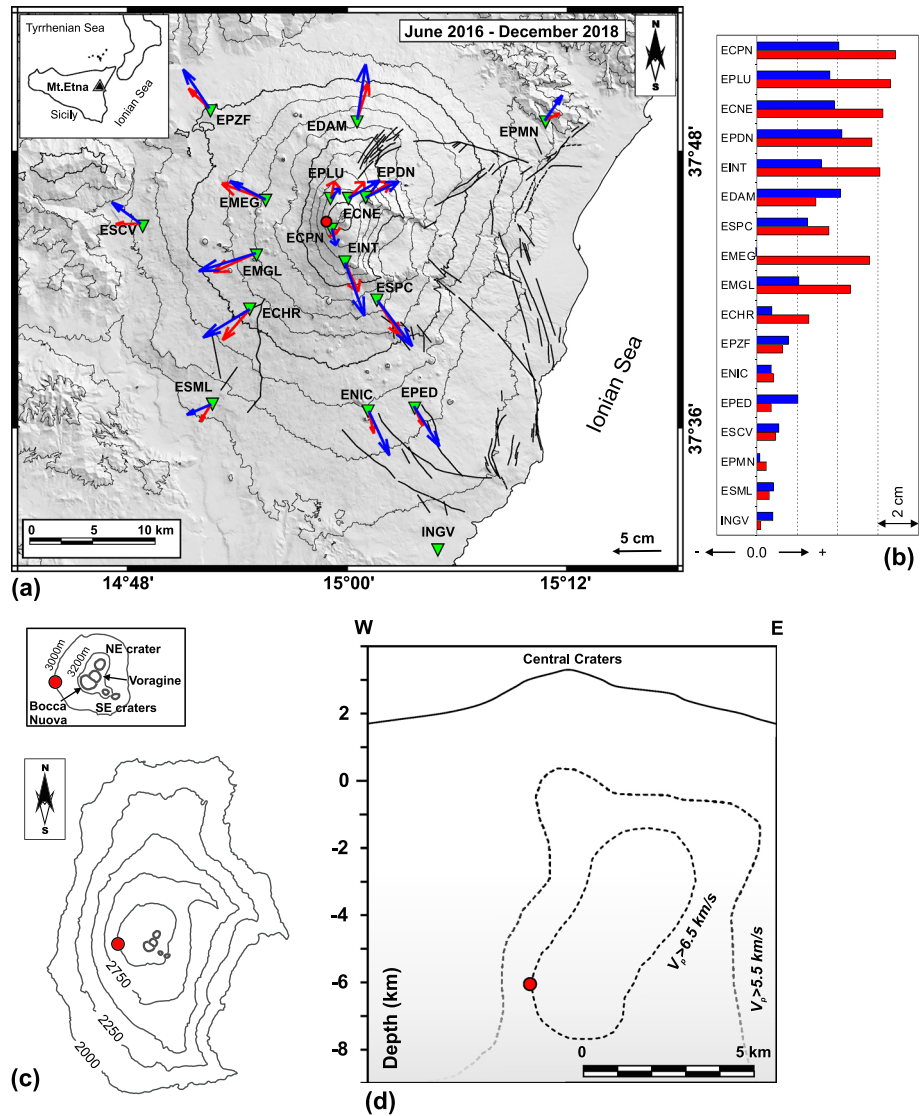 Tyrrhenian Sea
Mt.Etna
Sicily
Ionian Sea
June 2016 - December 2018
N
S
EPZF
EDAM
EPMN
EPLU
EPDN
EMEG
ECNE
ESCV
ECPN
EINT
EMGL
ESPC
ECHR
ESML
ENIC
EPED
INGV
Ionian Sea
0 5 10 km
5 cm
37°48'
37°36'
14°48'
15°00'
15°12'
(a)
ECPN
EPLU
ECNE
EPDN
EINT
EDAM
ESPC
EMEG
EMGL
ECHR
EPZF
ENIC
EPED
ESCV
EPMN
ESML
INGV
2 cm
- 0.0 +
(b)
3000m
3200m
NE crater
Voragine
Bocca
Nuova
SE craters
N
S
2750
2250
2000
(c)
W
E
Central Craters
2
0
-2
-4
-6
-8
Depth (km)
Vp>6.5 km/s
Vp>5.5 km/s
0 5 km
(d)